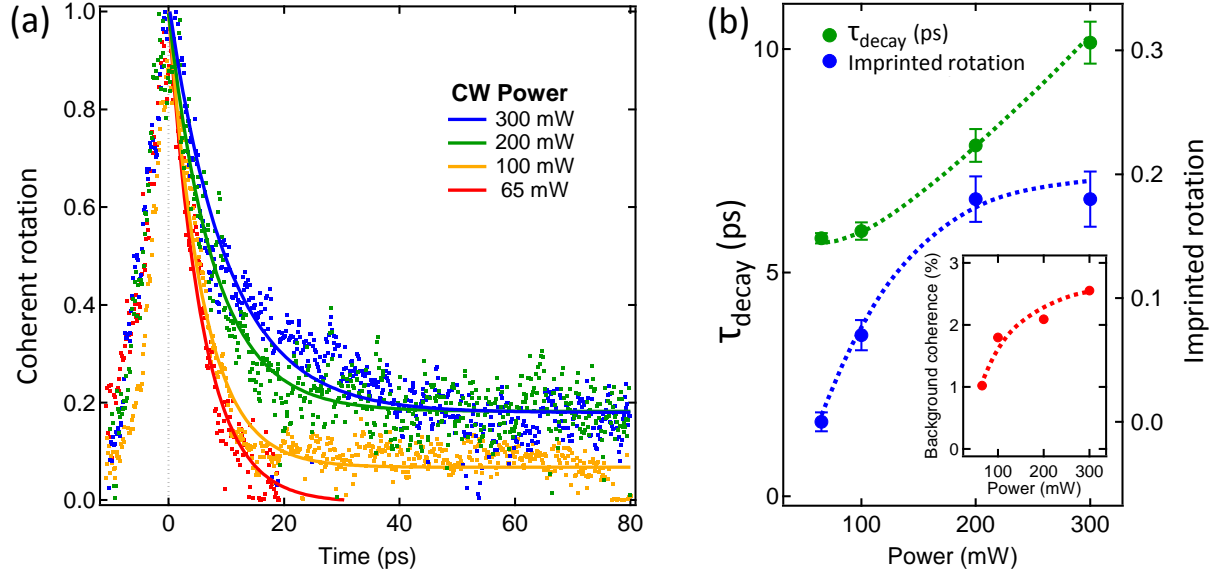 (a)
1.0
0.8
0.6
0.4
0.2
0.0
Coherent rotation
0
20
40
60
80
Time (ps)
CW Power
300 mW
200 mW
100 mW
65 mW
(b)
10
5
0
τdecay (ps)
τdecay (ps)
Imprinted rotation
0.3
0.2
0.1
0.0
Imprinted rotation
100
200
300
Power (mW)
3
2
1
0
Background coherence (%)
0
100
200
300
Power (mW)